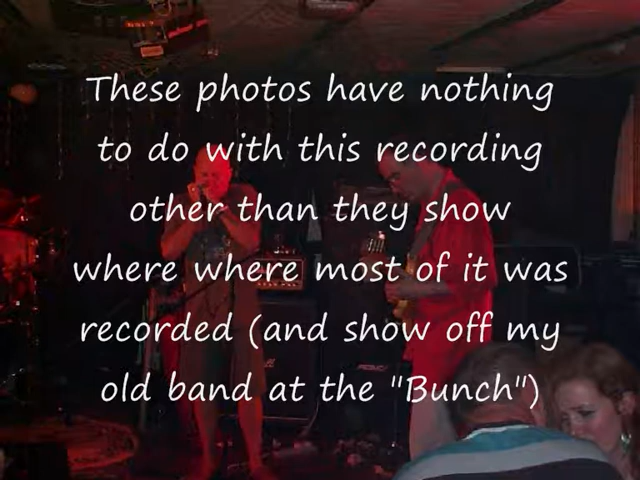 These photos have nothing
to do with this recording
other than they show
where where most of it was
recorded (and show off my
old band at the "Bunch")